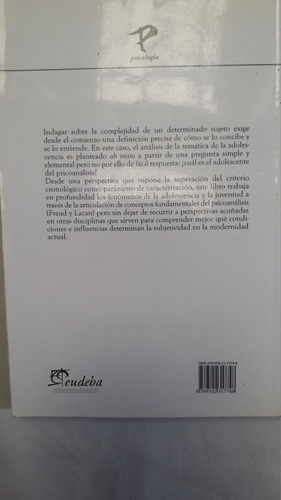 psicología
Indagar sobre la complejidad de un determinado sujeto exige
desde el comienzo una definición precisa de cómo se lo concibe y
se lo entiende. En este caso, el análisis de la temática de la adoles-
cencia es planteado ab initio a partir de una pregunta simple y
elemental pero no por ello de fácil respuesta: ¿cuál es el adolescente
del psicoanálisis?
Desde una perspectiva que supone la superación del criterio
cronológico como parámetro de caracterización, este libro trabaja
en profundidad los fenómenos de la adolescencia y la juventud a
través de la articulación de conceptos fundamentales del psicoanálisis
(Freud y Lacan) pero sin dejar de recurrir a perspectivas acuñadas
en otras disciplinas que sirven para comprender mejor qué condi-
ciones e influencias determinan la subjetividad en la modernidad
actual.
Eeudeba